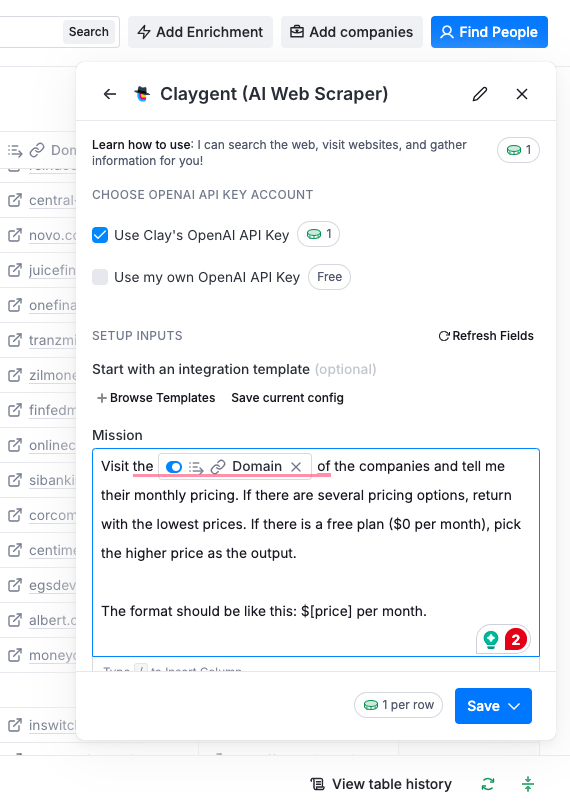 Search
Add Enrichment
Add companies
Find People
Claygent (AI Web Scraper)
Learn how to use: I can search the web, visit websites, and gather
information for you!
1
CHOOSE OPENAI API KEY ACCOUNT
Use Clay's OpenAI API Key
1
Use my own OpenAI API Key
Free
SETUP INPUTS
Refresh Fields
Start with an integration template (optional)
Browse Templates
Save current config
Mission
Visit the Domain of the companies and tell me
their monthly pricing. If there are several pricing options, return
with the lowest prices. If there is a free plan ($0 per month), pick
the higher price as the output.
The format should be like this: $[price] per month.
2
Type / to Insert Column
1 per row
Save
Dom
central-
novo.co
juicefin
onefina
tranzmi
zilmone
finfedm
onlinec
sibanki
corcom
centime
egsdev
albert.c
moneyc
inswitch
View table history